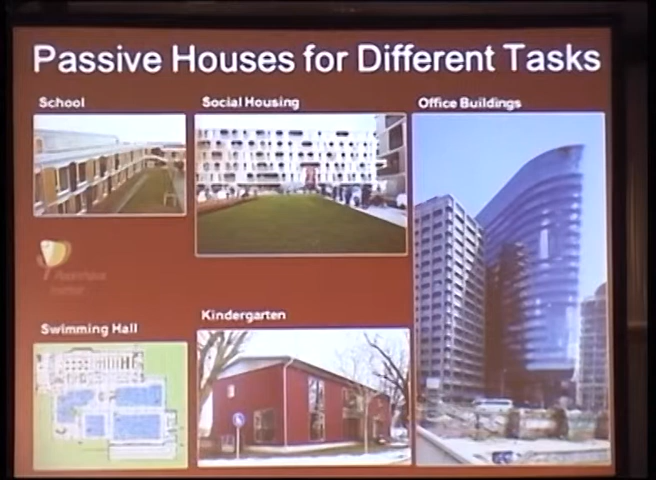 Passive Houses for Different Tasks
School
Social Housing
Office Buildings
Swimming Hall
Kindergarten